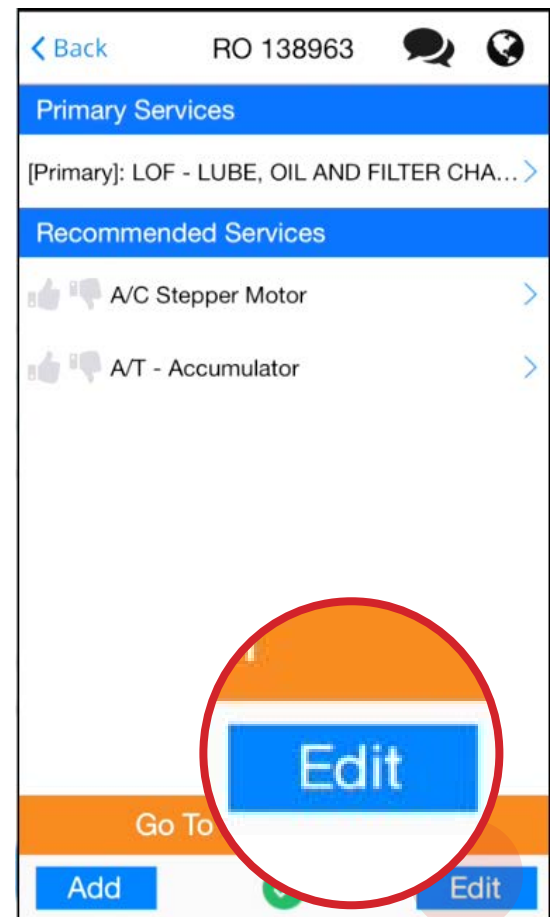 Back
RO 138963
Primary Services
[Primary]: LOF - LUBE, OIL AND FILTER CHA...
Recommended Services
A/C Stepper Motor
A/T - Accumulator
Edit
Go To
Add
Edit